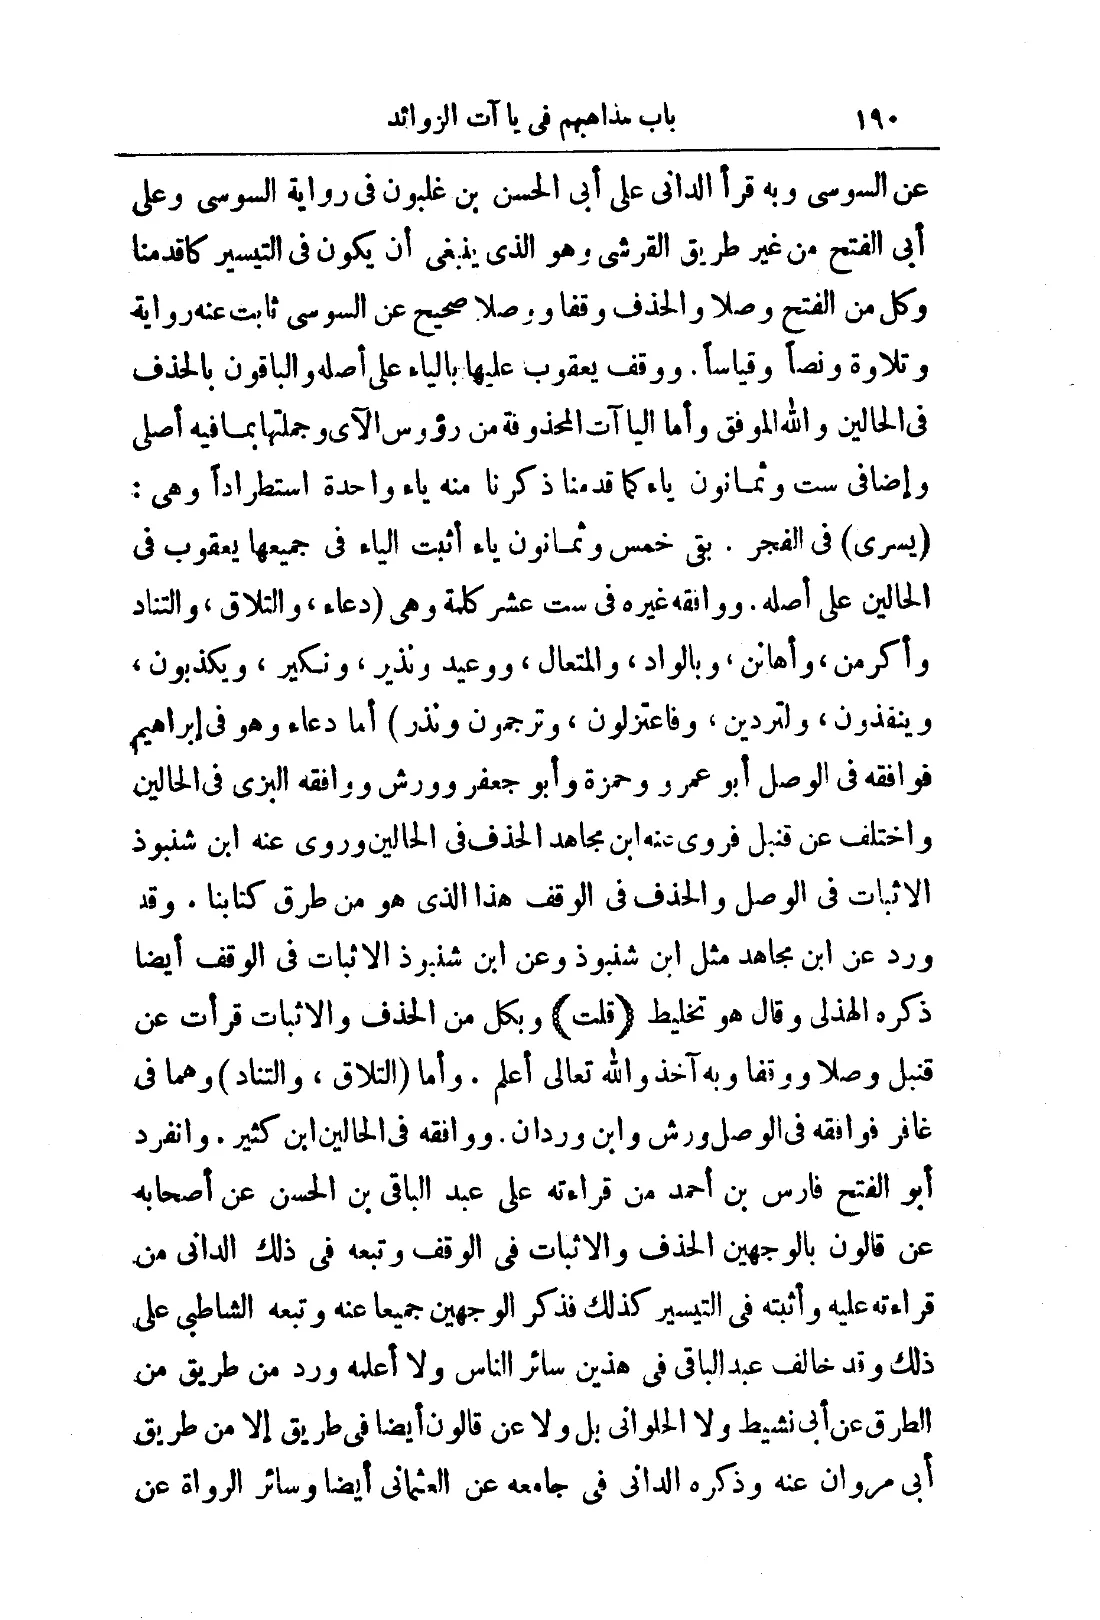 ١٩٠ باب مذاهبهم فى ياآت الزوائد
عن السوسى وبه قرأ الدانى على أبى الحسن بن غلبون فى رواية السوسى وعلى
أبى الفتح من غير طريق القرشى وهو الذى ينبغى أن يكون فى التيسير كاقدمنا
وكل من الفتح وصلا والحذف وقفا ووصلا صحيح عن السوسى ثابت عنه رواية
وتلاوة ونصاً وقياساً . ووقف يعقوب عليها بالياء على أصله والباقون بالحذف
فى الحالين والله الموفق وأما الياآت المحذوفة من رؤوس الآى وجملتها بمافيه أصلى
وإضافى ست وثمانون ياء كما قدمنا ذكرنا منه ياء واحدة استطراداً وهى :
(يسرى) فى الفجر . بقى خمس وثمانون ياء أثبت الياء فى جميعها يعقوب فى
الحالين على أصله . ووافقه غيره فى ست عشر كلمة وهى (دعاء ، والتلاق ، والتناد
وأكرمن ، وأهانن ، وبالواد ، والمتعال ، ووعيد ونذير ، ونكير ، ويكذبون ،
وينقذون ، ولتردين ، وفاعتزلون ، وترجمون ونذر) أما دعاء وهو فى إبراهيم
فوافقه فى الوصل أبو عمرو وحمزة وأبو جعفر وورش ووافقه البزى فى الحالين
واختلف عن قنبل فروى عنه ابن مجاهد الحذف فى الحالين وروى عنه ابن شنبوذ
الاثبات فى الوصل والحذف فى الوقف هذا الذى هو من طرق كتابنا . وقد
ورد عن ابن مجاهد مثل ابن شنبوذ وعن ابن شنبوذ الاثبات فى الوقف أيضا
ذكره الهذلى وقال هو تخليط (قلت) وبكل من الحذف والاثبات قرأت عن
قنبل وصلا ووقفا وبه آخذ والله تعالى أعلم . وأما (التلاق ، والتناد) وهما فى
غافر فوافقه فى الوصل ورش وابن وردان . ووافقه فى الحالين ابن كثير . وانفرد
أبو الفتح فارس بن أحمد من قراءته على عبد الباقى بن الحسن عن أصحابه
عن قالون بالوجهين الحذف والاثبات فى الوقف وتبعه فى ذلك الدانى من
قراءته عليه وأثبته فى التيسير كذلك فذكر الوجهين جميعا عنه وتبعه الشاطبى على
ذلك وقد خالف عبد الباقى فى هذين سائر الناس ولا أعلمه ورد من طريق من
الطرق عن أبى نشيط ولا الحلوانى بل ولا عن قالون أيضا فى طريق إلا من طريق
أبى مروان عنه وذكره الدانى فى جامعه عن العثمانى أيضا وسائر الرواة عن